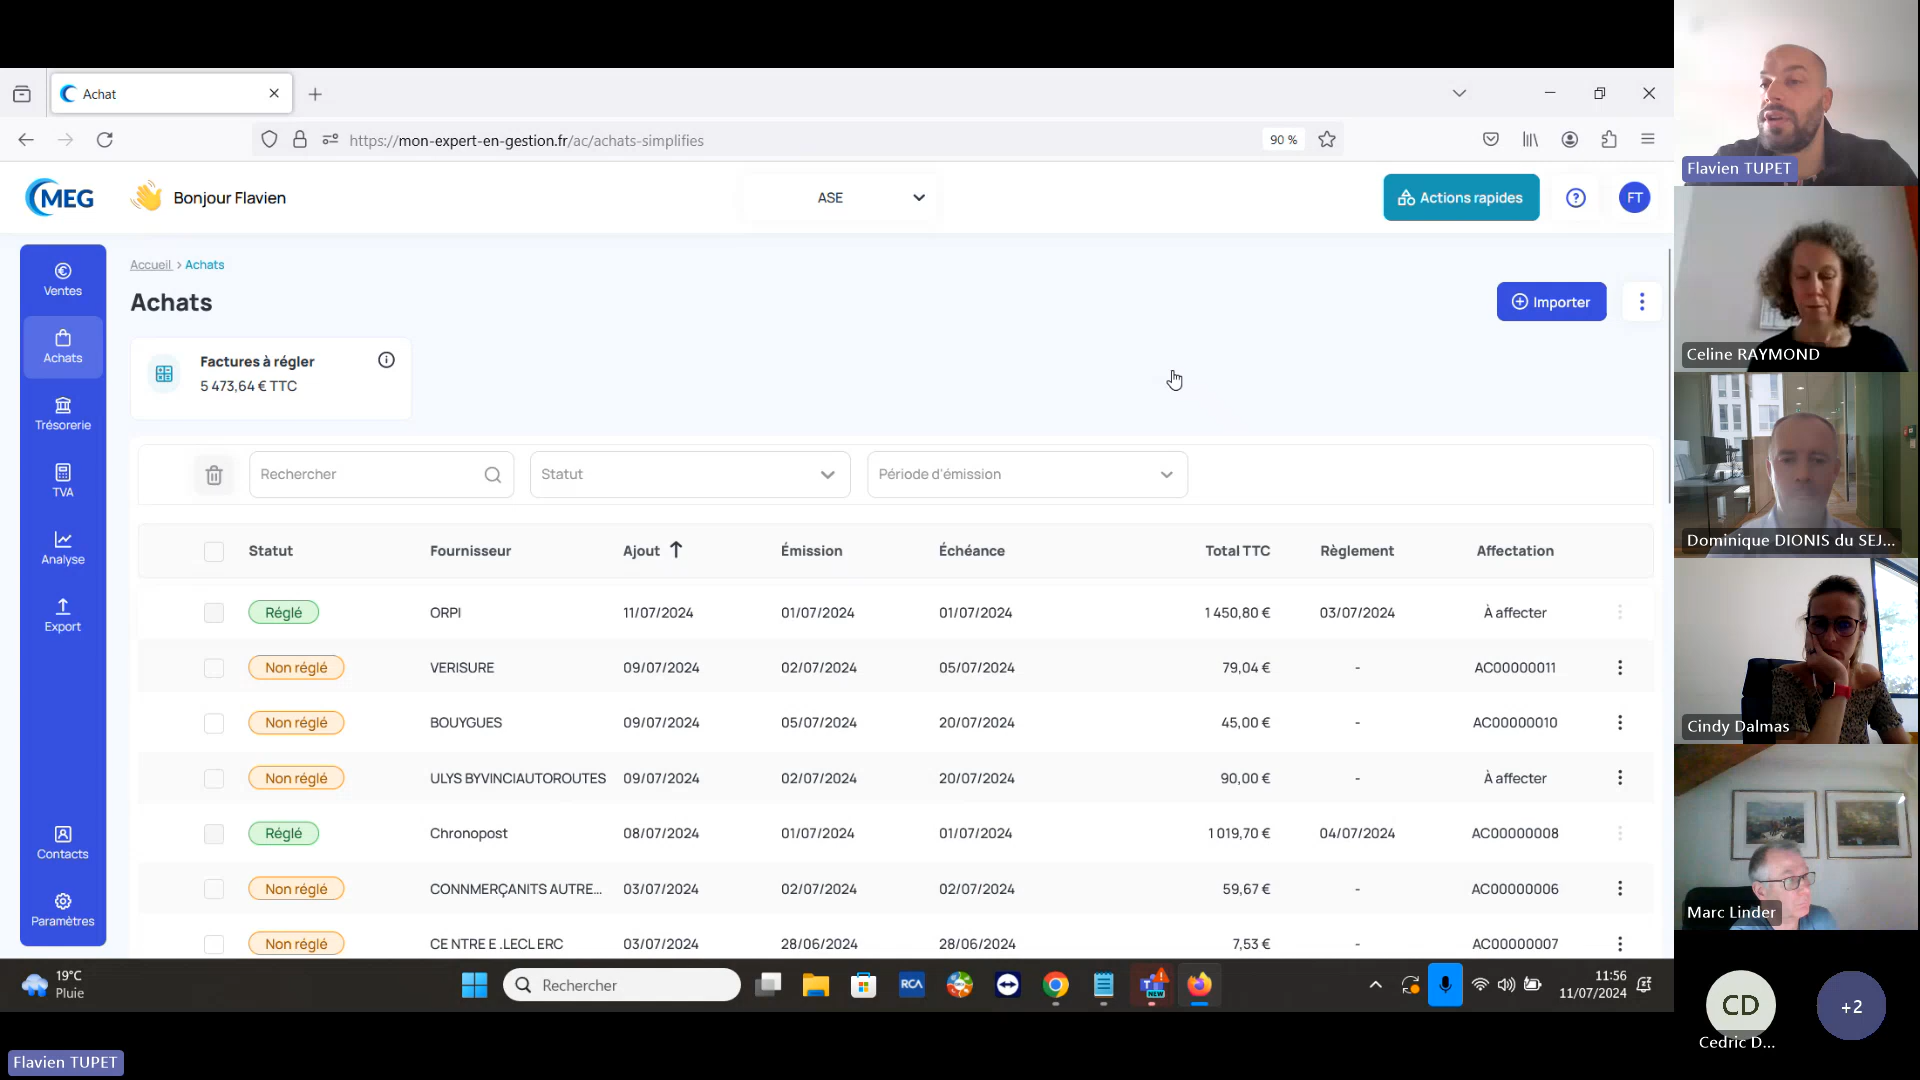 Achat
https://mon-expert-en-gestion.fr/ac/achats-simplifies
90 %
MEG
Bonjour Flavien
ASE
Actions rapides
FT
Ventes
Achats
Trésorerie
TVA
Analyse
Export
Contacts
Paramètres
Accueil > Achats
Achats
Importer
Factures à régler
5 473,64 € TTC
Rechercher
Statut
Période d'émission
Statut Fournisseur Ajout Émission Échéance Total TTC Règlement Affectation
Réglé ORPI 11/07/2024 01/07/2024 01/07/2024 1 450,80 € 03/07/2024 À affecter
Non réglé VERISURE 09/07/2024 02/07/2024 05/07/2024 79,04 € - AC00000011
Non réglé BOUYGUES 09/07/2024 05/07/2024 20/07/2024 45,00 € - AC00000010
Non réglé ULYS BYVINCIAUTOROUTES 09/07/2024 02/07/2024 20/07/2024 90,00 € - À affecter
Réglé Chronopost 08/07/2024 01/07/2024 01/07/2024 1 019,70 € 04/07/2024 AC00000008
Non réglé CONNMERÇANITS AUTRE... 03/07/2024 02/07/2024 02/07/2024 59,67 € - AC00000006
Non réglé CE NTRE E .LECL ERC 03/07/2024 28/06/2024 28/06/2024 7,53 € - AC00000007
19°C
Pluie
Rechercher
RCA
NEW
11:56
11/07/2024
Flavien TUPET
Flavien TUPET
Celine RAYMOND
Dominique DIONIS du SEJ...
Cindy Dalmas
Marc Linder
CD
Cedric D...
+2